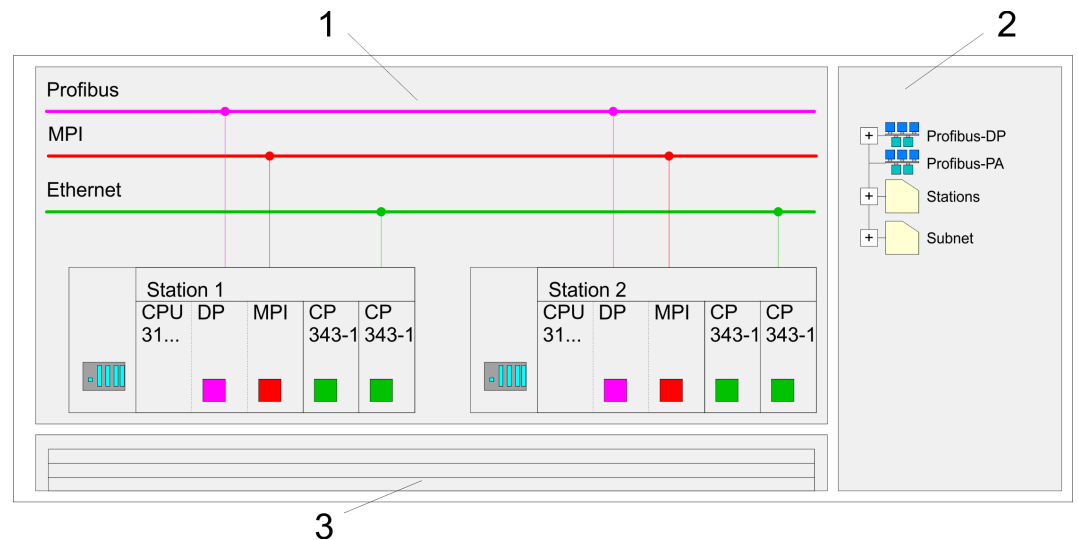 1
2
Profibus
MPI
Ethernet
Profibus-DP
Profibus-PA
Stations
Subnet
Station 1
CPU 31... DP MPI CP 343-1 CP 343-1
Station 2
CPU 31... DP MPI CP 343-1 CP 343-1
3